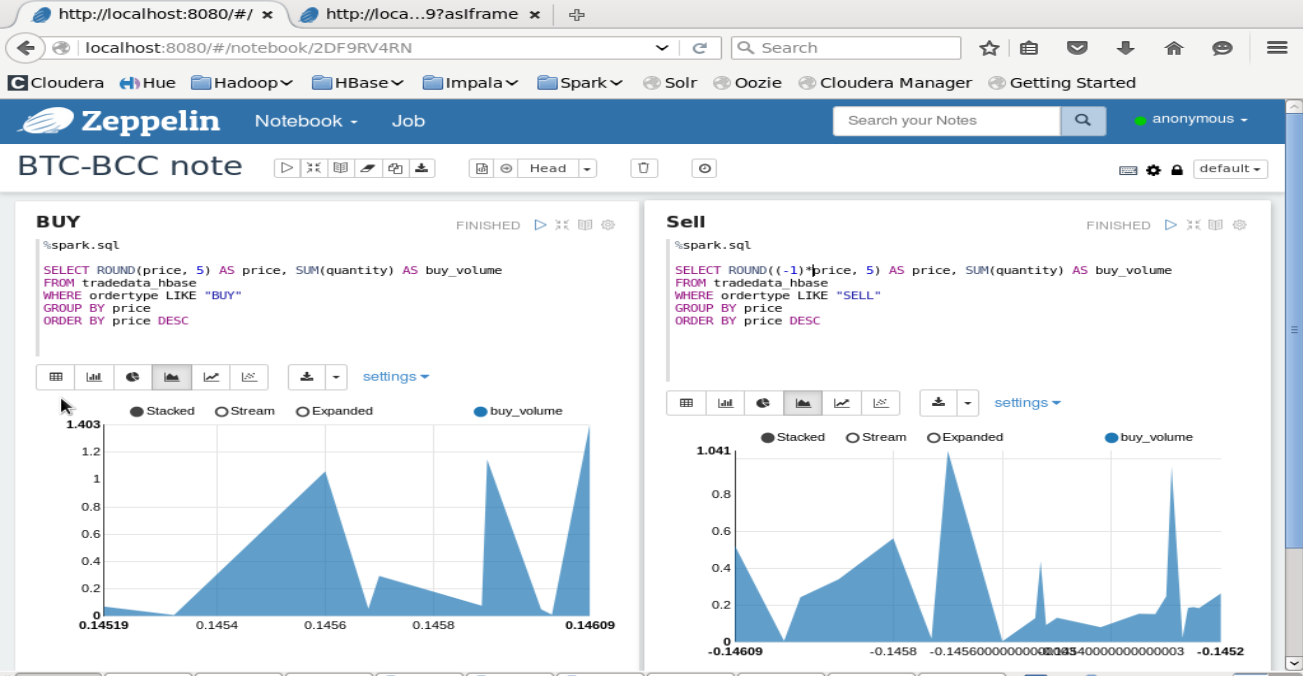 http://localhost:8080/#/ ×
http://loca...9?asIframe ×
localhost:8080/#/notebook/2DF9RV4RN
Search
Cloudera Hue Hadoop HBase Impala Spark Solr Oozie Cloudera Manager Getting Started
Zeppelin Notebook Job
Search your Notes
anonymous
BTC-BCC note
Head
default
BUY
FINISHED
%spark.sql
SELECT ROUND(price, 5) AS price, SUM(quantity) AS buy_volume
FROM tradedata_hbase
WHERE ordertype LIKE "BUY"
GROUP BY price
ORDER BY price DESC
settings
Stacked Stream Expanded buy_volume
1.403
1.2
1
0.8
0.6
0.4
0.2
0
0.14519 0.1454 0.1456 0.1458 0.14609
Sell
FINISHED
%spark.sql
SELECT ROUND((-1)*price, 5) AS price, SUM(quantity) AS buy_volume
FROM tradedata_hbase
WHERE ordertype LIKE "SELL"
GROUP BY price
ORDER BY price DESC
settings
Stacked Stream Expanded buy_volume
1.041
0.8
0.6
0.4
0.2
0
-0.14609 -0.1458 -0.1452